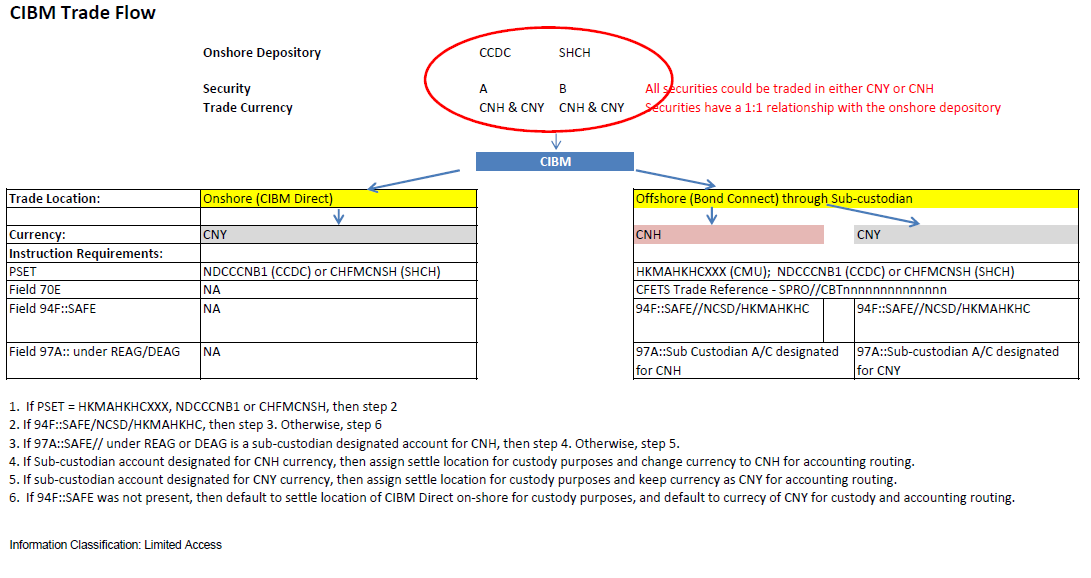 CIBM Trade Flow
Onshore Depository CCDC SHCH
Security A B All securities could be traded in either CNY or CNH
Trade Currency CNH & CNY CNH & CNY Securities have a 1:1 relationship with the onshore depository
CIBM
Trade Location: Onshore (CIBM Direct) Offshore (Bond Connect) through Sub-custodian
Currency: CNY CNH CNY
Instruction Requirements:
PSET NDCCCNB1 (CCDC) or CHFMCNSH (SHCH) HKMAHKHCXXX (CMU); NDCCCNB1 (CCDC) or CHFMCNSH (SHCH)
Field 70E NA CFETS Trade Reference - SPRO//CBTnnnnnnnnnnnnnn
Field 94F::SAFE NA 94F::SAFE//NCSD/HKMAHKHC 94F::SAFE//NCSD/HKMAHKHC
Field 97A:: under REAG/DEAG NA 97A::Sub Custodian A/C designated 97A::Sub-custodian A/C designated
for CNH for CNY
1. If PSET = HKMAHKHCXXX, NDCCCNB1 or CHFMCNSH, then step 2
2. If 94F::SAFE/NCSD/HKMAHKHC, then step 3. Otherwise, step 6
3. If 97A::SAFE// under REAG or DEAG is a sub-custodian designated account for CNH, then step 4. Otherwise, step 5.
4. If Sub-custodian account designated for CNH currency, then assign settle location for custody purposes and change currency to CNH for accounting routing.
5. If sub-custodian account designated for CNY currency, then assign settle location for custody purposes and keep currency as CNY for accounting routing.
6. If 94F::SAFE was not present, then default to settle location of CIBM Direct on-shore for custody purposes, and default to currecy of CNY for custody and accounting routing.
Information Classification: Limited Access